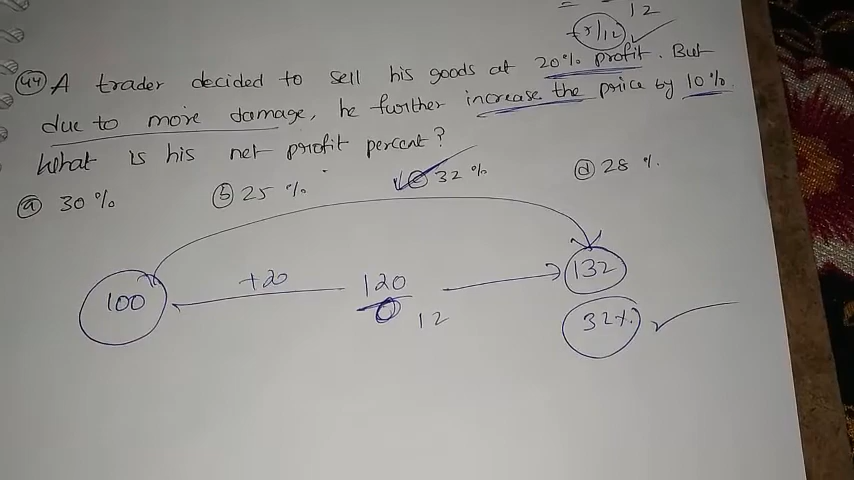 12
+ r/12
44 A trader decided to sell his goods at 20% profit. But
due to more damage, he further increase the price by 10%.
What is his net profit percent?
a 30% b 25% c 32% d 28%.
100 +20 120 132
12 32%